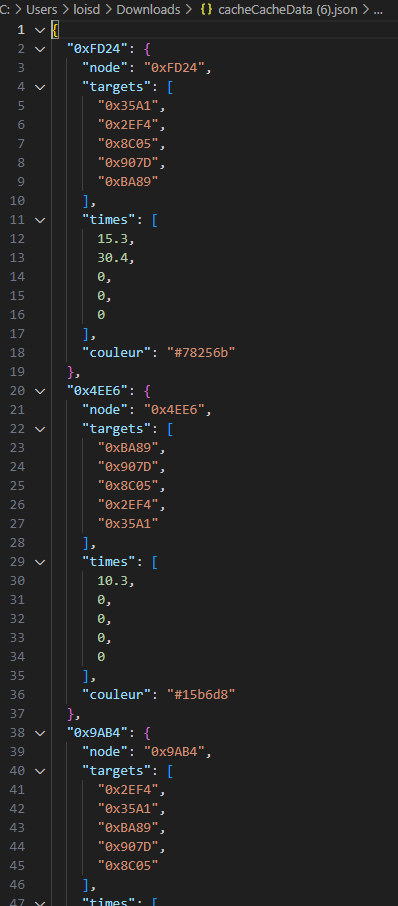 C: > Users > loisd > Downloads > {} cacheCacheData (6).json > ...
1 {
2 "0xFD24": {
3 "node": "0xFD24",
4 "targets": [
5 "0x35A1",
6 "0x2EF4",
7 "0x8C05",
8 "0x907D",
9 "0xBA89"
10 ],
11 "times": [
12 15.3,
13 30.4,
14 0,
15 0,
16 0
17 ],
18 "couleur": "#78256b"
19 },
20 "0x4EE6": {
21 "node": "0x4EE6",
22 "targets": [
23 "0xBA89",
24 "0x907D",
25 "0x8C05",
26 "0x2EF4",
27 "0x35A1"
28 ],
29 "times": [
30 10.3,
31 0,
32 0,
33 0,
34 0
35 ],
36 "couleur": "#15b6d8"
37 },
38 "0x9AB4": {
39 "node": "0x9AB4",
40 "targets": [
41 "0x2EF4",
42 "0x35A1",
43 "0xBA89",
44 "0x907D",
45 "0x8C05"
46 ],
47 "times": [